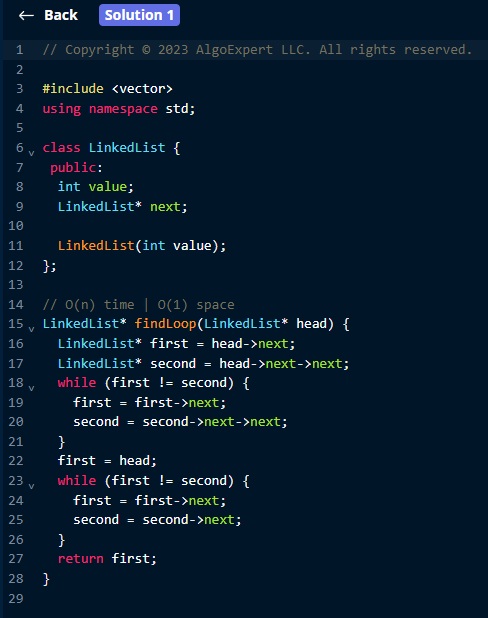 ← Back Solution 1
1 // Copyright © 2023 AlgoExpert LLC. All rights reserved.
2
3 #include <vector>
4 using namespace std;
5
6 class LinkedList {
7  public:
8   int value;
9   LinkedList* next;
10
11   LinkedList(int value);
12 };
13
14 // O(n) time | O(1) space
15 LinkedList* findLoop(LinkedList* head) {
16   LinkedList* first = head->next;
17   LinkedList* second = head->next->next;
18   while (first != second) {
19     first = first->next;
20     second = second->next->next;
21   }
22   first = head;
23   while (first != second) {
24     first = first->next;
25     second = second->next;
26   }
27   return first;
28 }
29